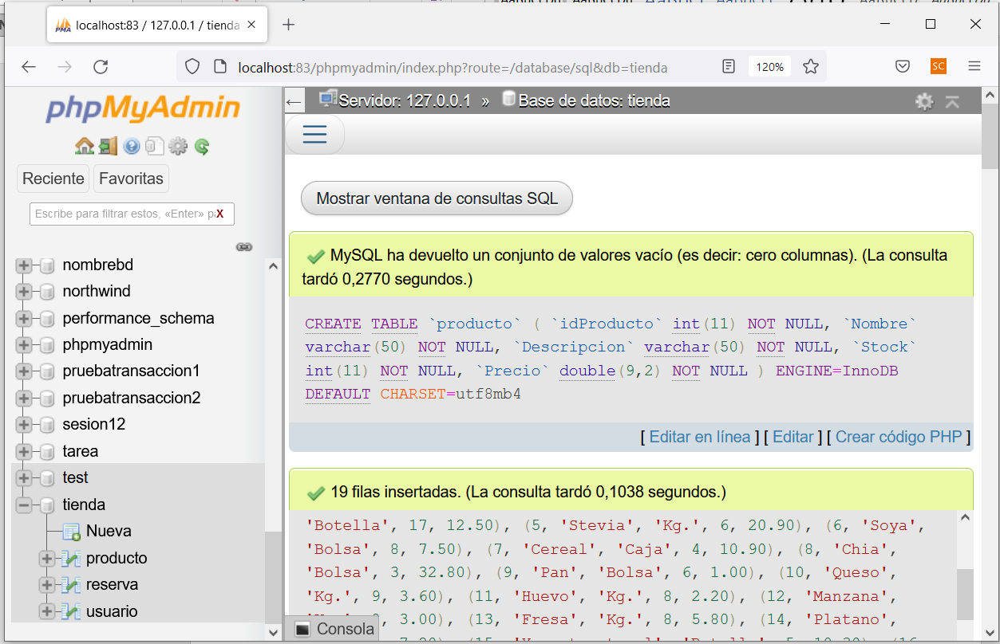 localhost:83 / 127.0.0.1 / tienda
localhost:83/phpmyadmin/index.php?route=/database/sql&db=tienda
120%
SC
phpMyAdmin
Reciente
Favoritas
Escribe para filtrar estos, «Enter» pa
X
nombrebd
northwind
performance_schema
phpmyadmin
pruebatransaccion1
pruebatransaccion2
sesion12
tarea
test
tienda
Nueva
producto
reserva
usuario
Servidor: 127.0.0.1 » Base de datos: tienda
Mostrar ventana de consultas SQL
MySQL ha devuelto un conjunto de valores vacío (es decir: cero columnas). (La consulta
tardó 0,2770 segundos.)
CREATE TABLE `producto` ( `idProducto` int(11) NOT NULL, `Nombre`
varchar(50) NOT NULL, `Descripcion` varchar(50) NOT NULL, `Stock`
int(11) NOT NULL, `Precio` double(9,2) NOT NULL ) ENGINE=InnoDB
DEFAULT CHARSET=utf8mb4
[ Editar en línea ] [ Editar ] [ Crear código PHP ]
19 filas insertadas. (La consulta tardó 0,1038 segundos.)
'Botella', 17, 12.50), (5, 'Stevia', 'Kg.', 6, 20.90), (6, 'Soya',
'Bolsa', 8, 7.50), (7, 'Cereal', 'Caja', 4, 10.90), (8, 'Chia',
'Bolsa', 3, 32.80), (9, 'Pan', 'Bolsa', 6, 1.00), (10, 'Queso',
'Kg.', 9, 3.60), (11, 'Huevo', 'Kg.', 8, 2.20), (12, 'Manzana',
3.00), (13, 'Fresa', 'Kg.', 8, 5.80), (14, 'Platano',
Consola